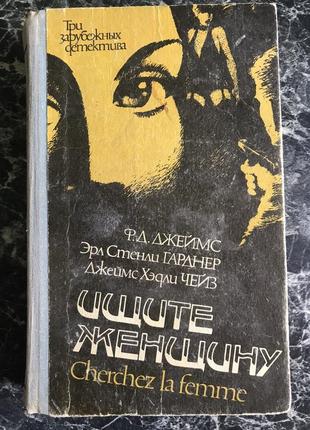 Три
зарубежных
детектива
Ф.Д. ДЖЕЙМС
Эрл Стенли ГАРДНЕР
Джеймс Хэдли ЧЕЙЗ
ИЩИТЕ
ЖЕНЩИНУ
Cherchez la femme